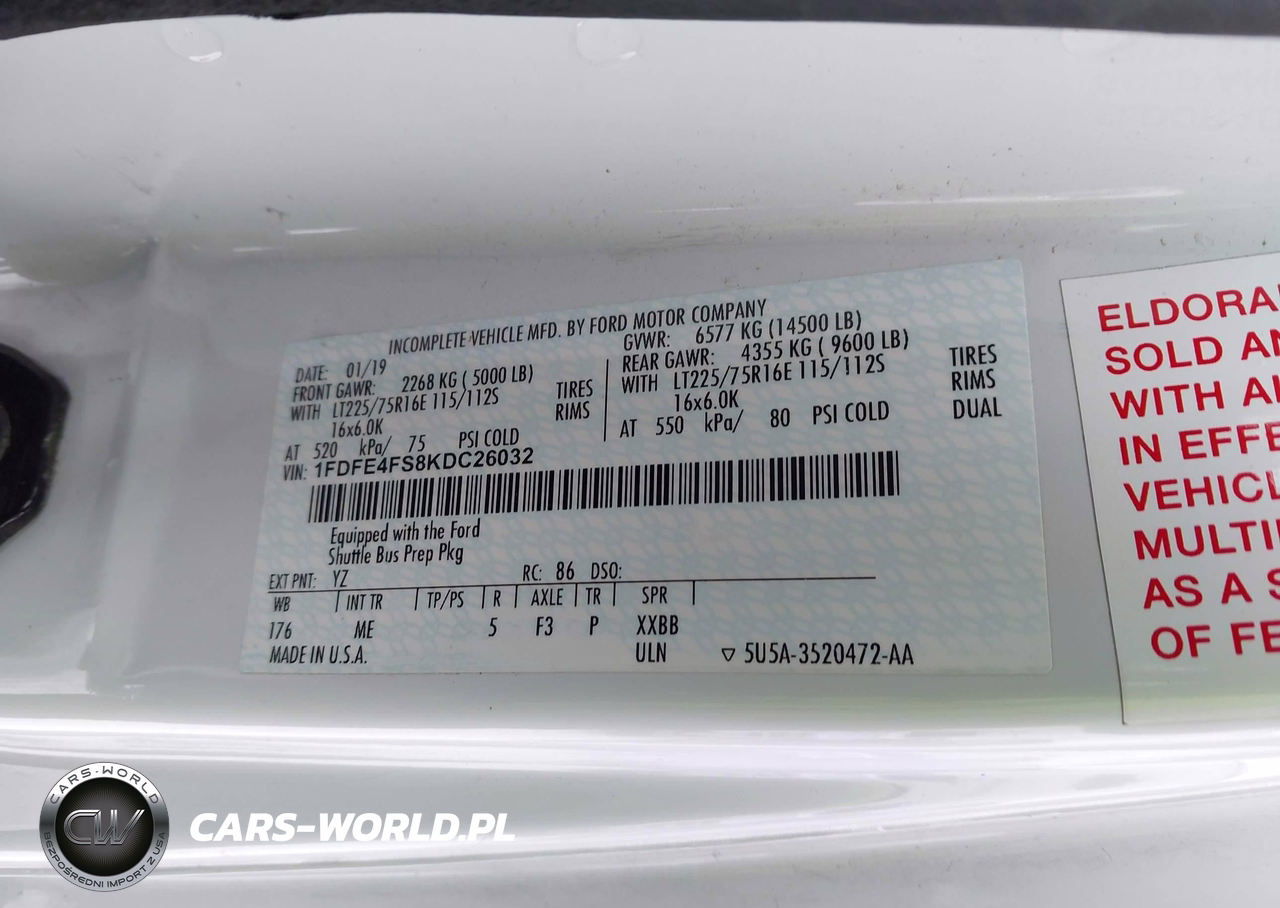 INCOMPLETE VEHICLE MFD. BY FORD MOTOR COMPANY
DATE: 01/19
GVWR: 6577 KG (14500 LB)
FRONT GAWR: 2268 KG ( 5000 LB)
REAR GAWR: 4355 KG ( 9600 LB)
WITH LT225/75R16E 115/112S TIRES
WITH LT225/75R16E 115/112S TIRES
16x6.0K RIMS
16x6.0K RIMS
AT 520 kPa/ 75 PSI COLD
AT 550 kPa/ 80 PSI COLD DUAL
VIN: 1FDFE4FS8KDC26032
Equipped with the Ford
Shuttle Bus Prep Pkg
EXT PNT: YZ RC: 86 DSO:
WB INT TR TP/PS R AXLE TR SPR
176 ME 5 F3 P XXBB
MADE IN U.S.A. ULN ▽ 5U5A-3520472-AA
ELDORA
SOLD AN
WITH A
IN EFFE
VEHICL
MULTI
AS A S
OF FE
CARS-WORLD
CW
BEZPOŚREDNI IMPORT Z USA
CARS-WORLD.PL